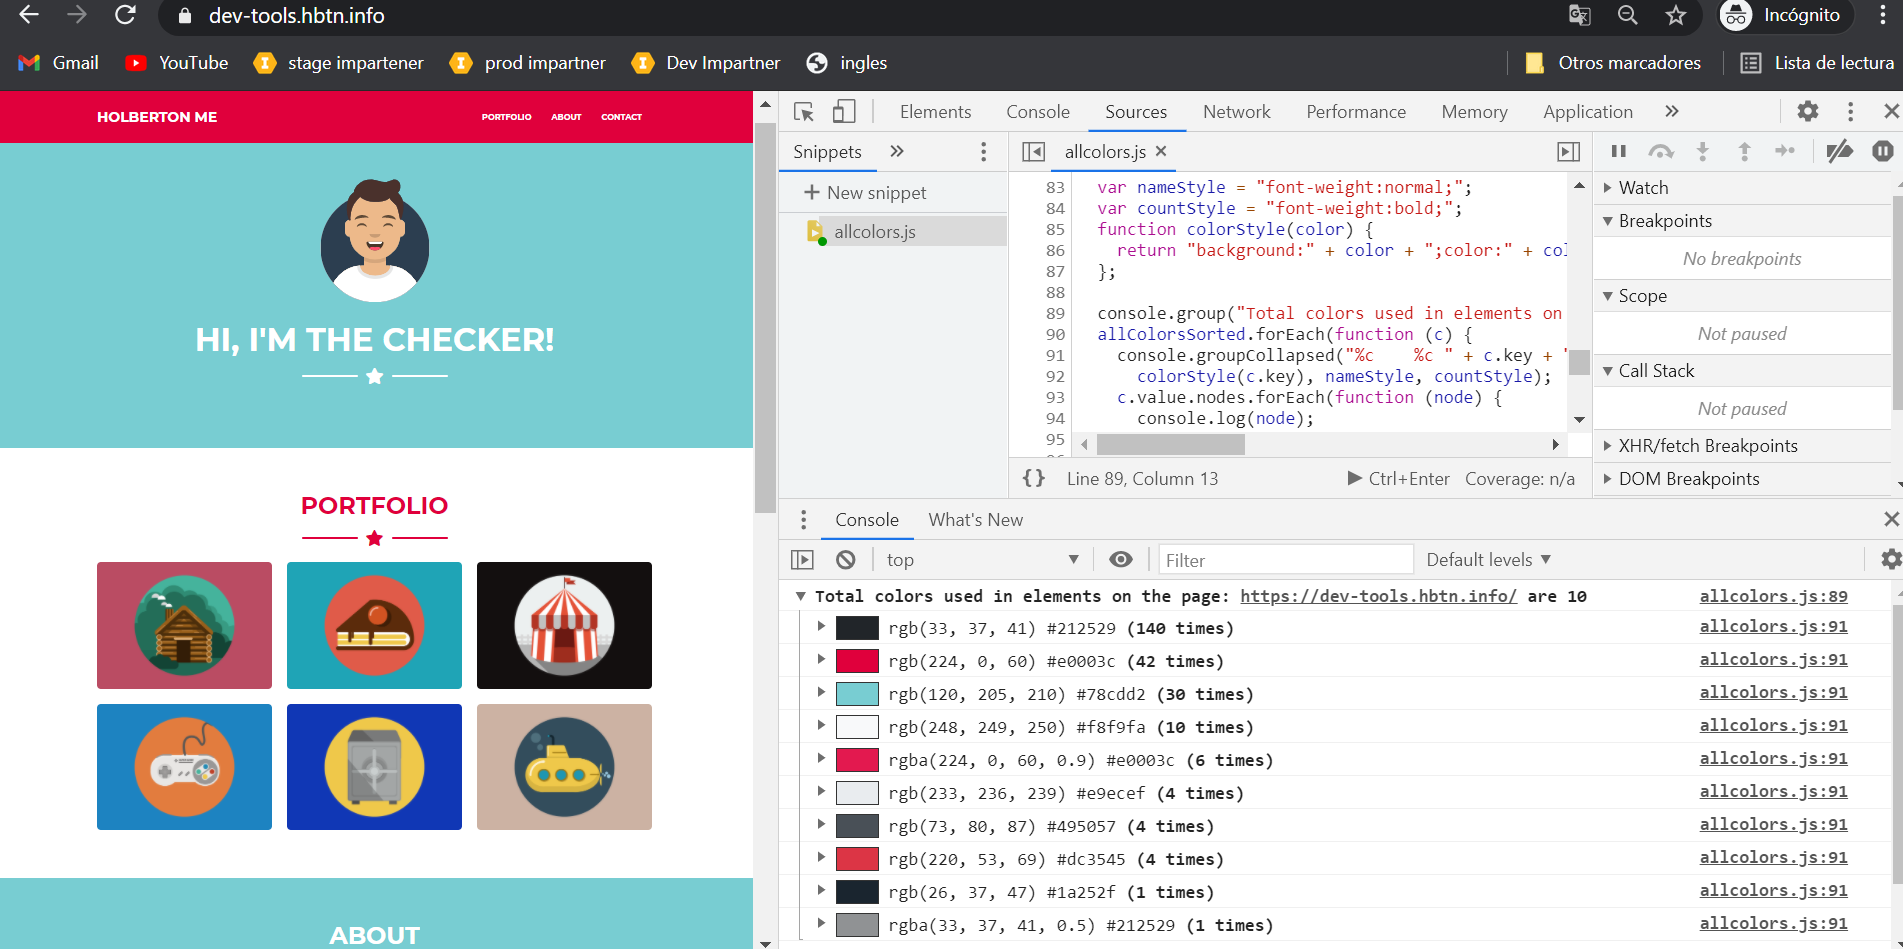 dev-tools.hbtn.info
Incógnito
Gmail
YouTube
stage impartener
prod impartner
Dev Impartner
ingles
Otros marcadores
Lista de lectura
HOLBERTON ME
PORTFOLIO
ABOUT
CONTACT
HI, I'M THE CHECKER!
PORTFOLIO
ABOUT
Elements
Console
Sources
Network
Performance
Memory
Application
Snippets
allcolors.js
New snippet
allcolors.js
83 var nameStyle = "font-weight:normal;";
84 var countStyle = "font-weight:bold;";
85 function colorStyle(color) {
86 return "background:" + color + ";color:" + col
87 };
88
89 console.group("Total colors used in elements on
90 allColorsSorted.forEach(function (c) {
91 console.groupCollapsed("%c    %c " + c.key + "
92 colorStyle(c.key), nameStyle, countStyle);
93 c.value.nodes.forEach(function (node) {
94 console.log(node);
95
{ } Line 89, Column 13
Ctrl+Enter
Coverage: n/a
Watch
Breakpoints
No breakpoints
Scope
Not paused
Call Stack
Not paused
XHR/fetch Breakpoints
DOM Breakpoints
Console
What's New
top
Filter
Default levels
Total colors used in elements on the page: https://dev-tools.hbtn.info/ are 10 allcolors.js:89
rgb(33, 37, 41) #212529 (140 times) allcolors.js:91
rgb(224, 0, 60) #e0003c (42 times) allcolors.js:91
rgb(120, 205, 210) #78cdd2 (30 times) allcolors.js:91
rgb(248, 249, 250) #f8f9fa (10 times) allcolors.js:91
rgba(224, 0, 60, 0.9) #e0003c (6 times) allcolors.js:91
rgb(233, 236, 239) #e9ecef (4 times) allcolors.js:91
rgb(73, 80, 87) #495057 (4 times) allcolors.js:91
rgb(220, 53, 69) #dc3545 (4 times) allcolors.js:91
rgb(26, 37, 47) #1a252f (1 times) allcolors.js:91
rgba(33, 37, 41, 0.5) #212529 (1 times) allcolors.js:91